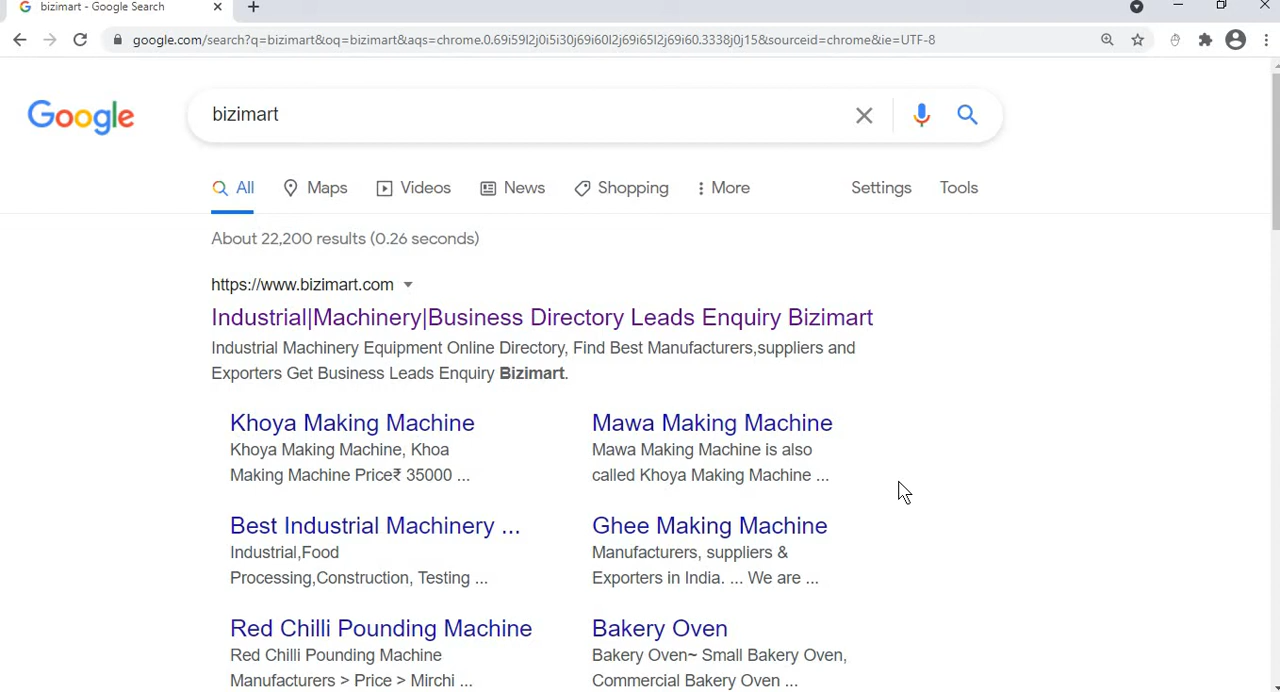 bizimart - Google Search
google.com/search?q=bizimart&oq=bizimart&aqs=chrome.0.69i59l2j0i5i30j69i60l2j69i65l2j69i60.3338j0j15&sourceid=chrome&ie=UTF-8
Google
bizimart
All Maps Videos News Shopping More Settings Tools
About 22,200 results (0.26 seconds)
https://www.bizimart.com
Industrial|Machinery|Business Directory Leads Enquiry Bizimart
Industrial Machinery Equipment Online Directory, Find Best Manufacturers,suppliers and
Exporters Get Business Leads Enquiry Bizimart.
Khoya Making Machine
Khoya Making Machine, Khoa
Making Machine Price₹ 35000 ...
Mawa Making Machine
Mawa Making Machine is also
called Khoya Making Machine ...
Best Industrial Machinery ...
Industrial,Food
Processing,Construction, Testing ...
Ghee Making Machine
Manufacturers, suppliers &
Exporters in India. ... We are ...
Red Chilli Pounding Machine
Red Chilli Pounding Machine
Manufacturers > Price > Mirchi ...
Bakery Oven
Bakery Oven~ Small Bakery Oven,
Commercial Bakery Oven ...